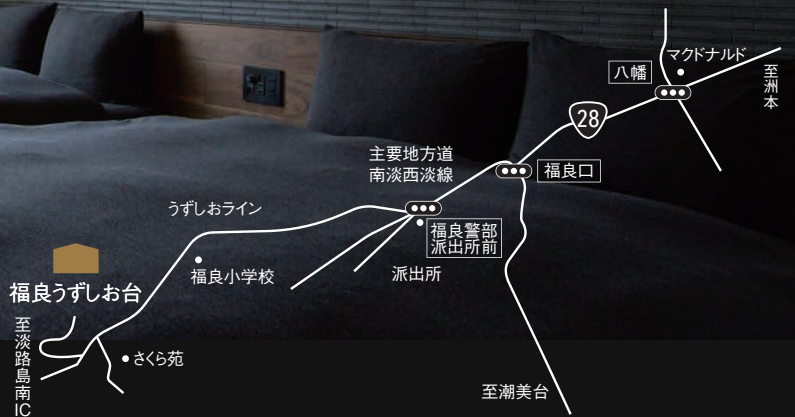 マクドナルド
八幡
至洲本
28
主要地方道
南淡西淡線
福良口
うずしおライン
福良警部
派出所前
福良小学校
派出所
福良うずしお台
至淡路島南IC
さくら苑
至潮美台